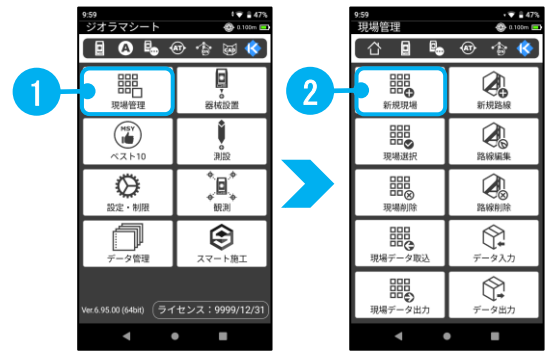 9:59
47%
ジオラマシート
0.100m
A
AT
1
現場管理
器械設置
MSY
ベスト10
測設
設定・制限
観測
データ管理
スマート施工
Ver.6.95.00 (64bit)
ライセンス：9999/12/31
9:59
47%
現場管理
0.100m
AT
2
新規現場
新規路線
現場選択
路線編集
現場削除
路線削除
現場データ取込
データ入力
現場データ出力
データ出力